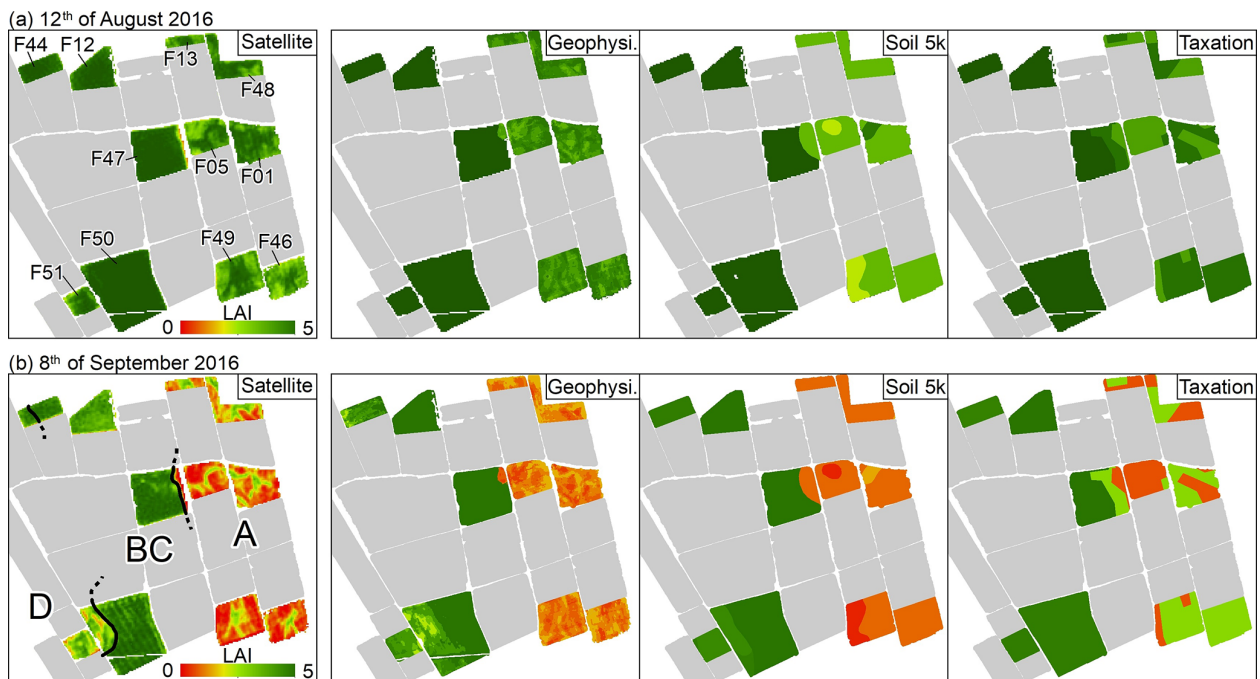 (a) 12th of August 2016
Satellite
Geophysi.
Soil 5k
Taxation
F44
F12
F13
F48
F47
F05
F01
F50
F49
F46
F51
LAI
0
5
(b) 8th of September 2016
Satellite
Geophysi.
Soil 5k
Taxation
BC
A
D
LAI
0
5